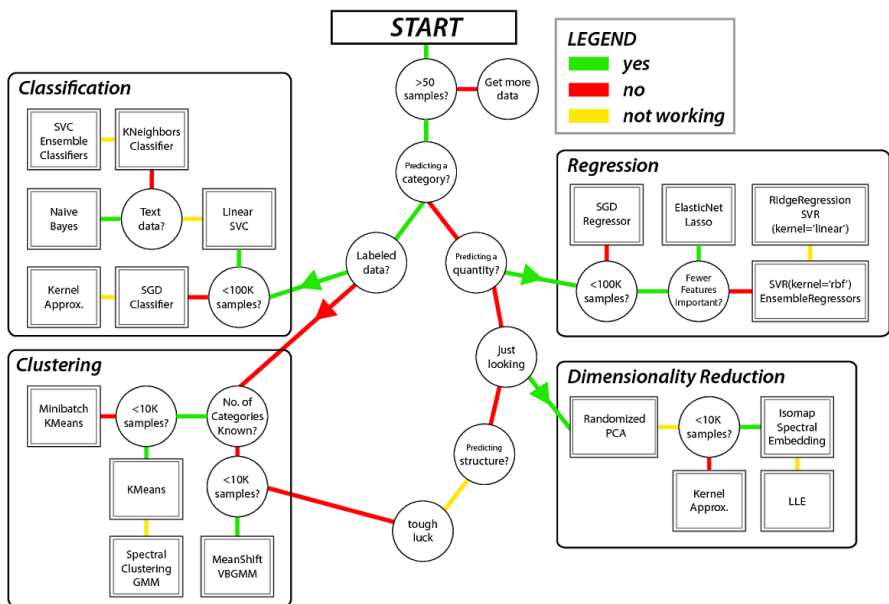 START
>50
samples?
Get more
data
LEGEND
yes
no
not working
Predicting a
category?
Labeled
data?
Predicting a
quantity?
just
looking
Predicting
structure?
tough
luck
Classification
SVC
Ensemble
Classifiers
KNeighbors
Classifier
Naive
Bayes
Text
data?
Linear
SVC
Kernel
Approx.
SGD
Classifier
<100K
samples?
Regression
SGD
Regressor
ElasticNet
Lasso
RidgeRegression
SVR
(kernel='linear')
<100K
samples?
Fewer
Features
Important?
SVR(kernel='rbf')
EnsembleRegressors
Clustering
Minibatch
KMeans
<10K
samples?
No. of
Categories
Known?
KMeans
<10K
samples?
Spectral
Clustering
GMM
MeanShift
VBGMM
Dimensionality Reduction
Randomized
PCA
<10K
samples?
Isomap
Spectral
Embedding
Kernel
Approx.
LLE